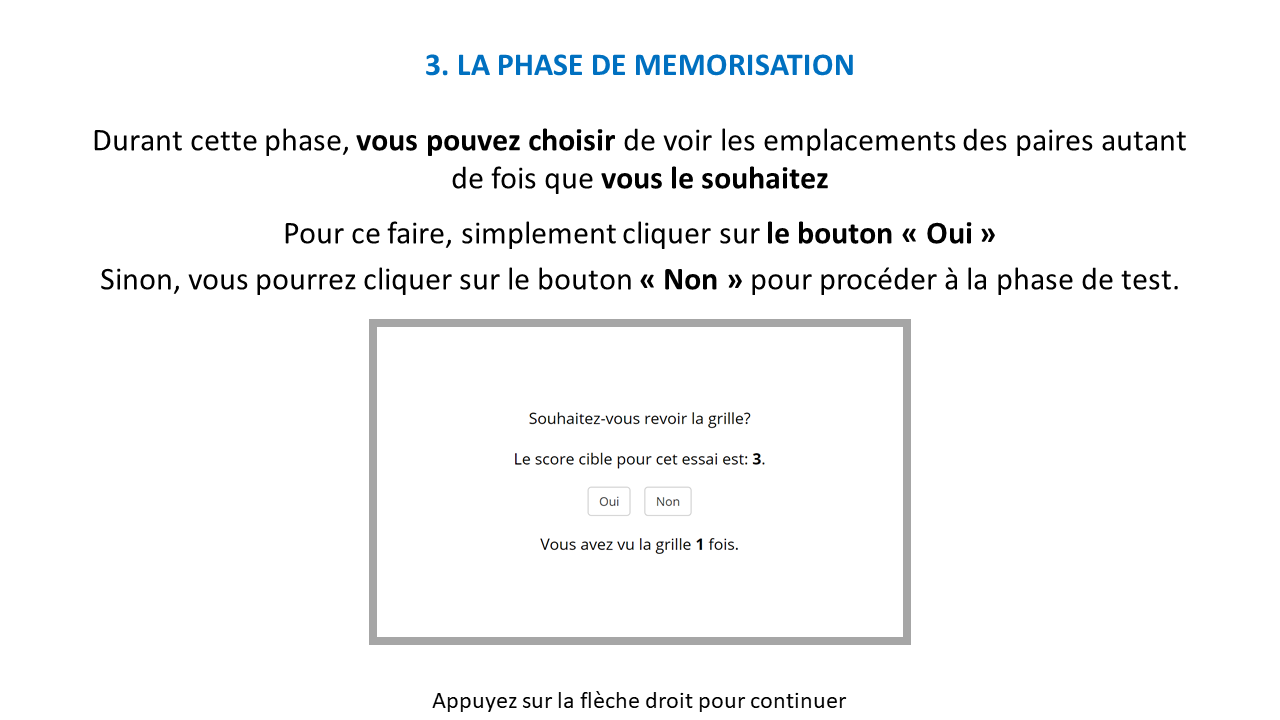 3. LA PHASE DE MEMORISATION
Durant cette phase, vous pouvez choisir de voir les emplacements des paires autant
de fois que vous le souhaitez
Pour ce faire, simplement cliquer sur le bouton « Oui »
Sinon, vous pourrez cliquer sur le bouton « Non » pour procéder à la phase de test.
Souhaitez-vous revoir la grille?
Le score cible pour cet essai est: 3.
Oui Non
Vous avez vu la grille 1 fois.
Appuyez sur la flèche droit pour continuer